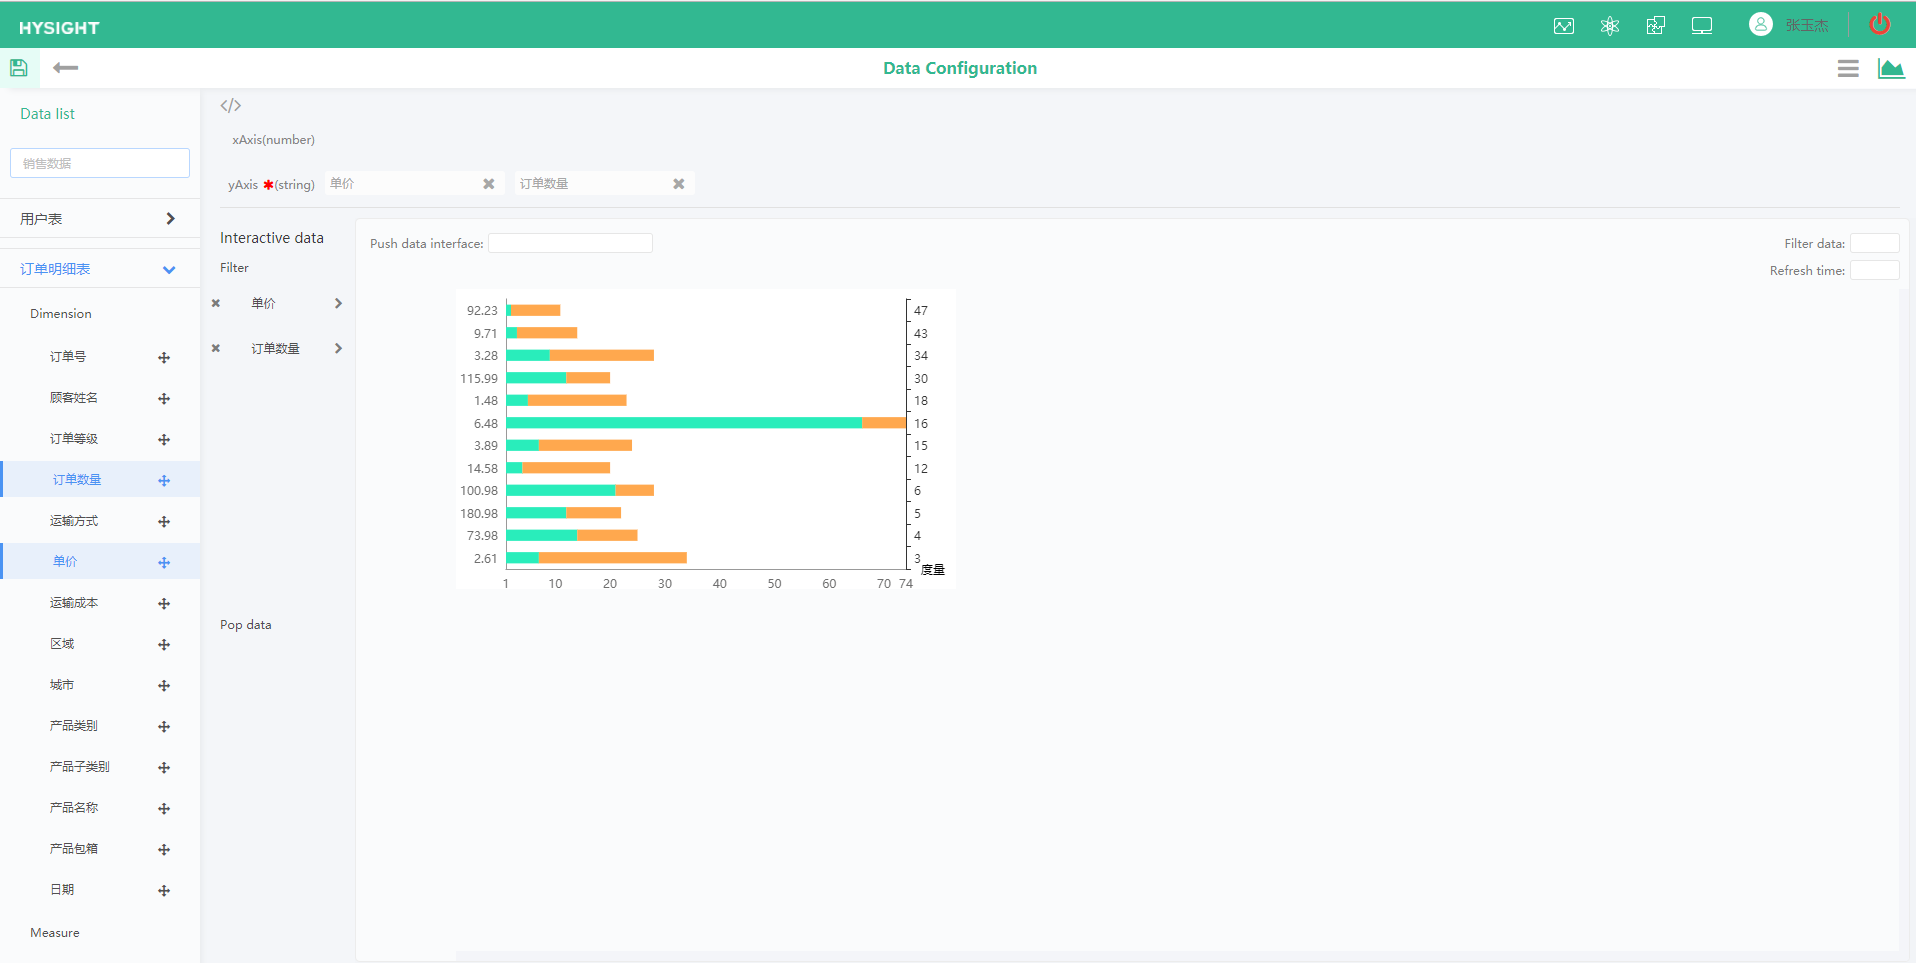 HYSIGHT
张玉杰
Data Configuration
Data list
销售数据
用户表
订单明细表
Dimension
订单号
顾客姓名
订单等级
订单数量
运输方式
单价
运输成本
区域
城市
产品类别
产品子类别
产品名称
产品包箱
日期
Measure
</>
xAxis(number)
yAxis ✱(string) 单价 ✖ 订单数量 ✖
Interactive data
Filter
✖ 单价
✖ 订单数量
Pop data
Push data interface:
Filter data:
Refresh time:
92.23 47
9.71 43
3.28 34
115.99 30
1.48 18
6.48 16
3.89 15
14.58 12
100.98 6
180.98 5
73.98 4
2.61 3
度量
1 10 20 30 40 50 60 70 74